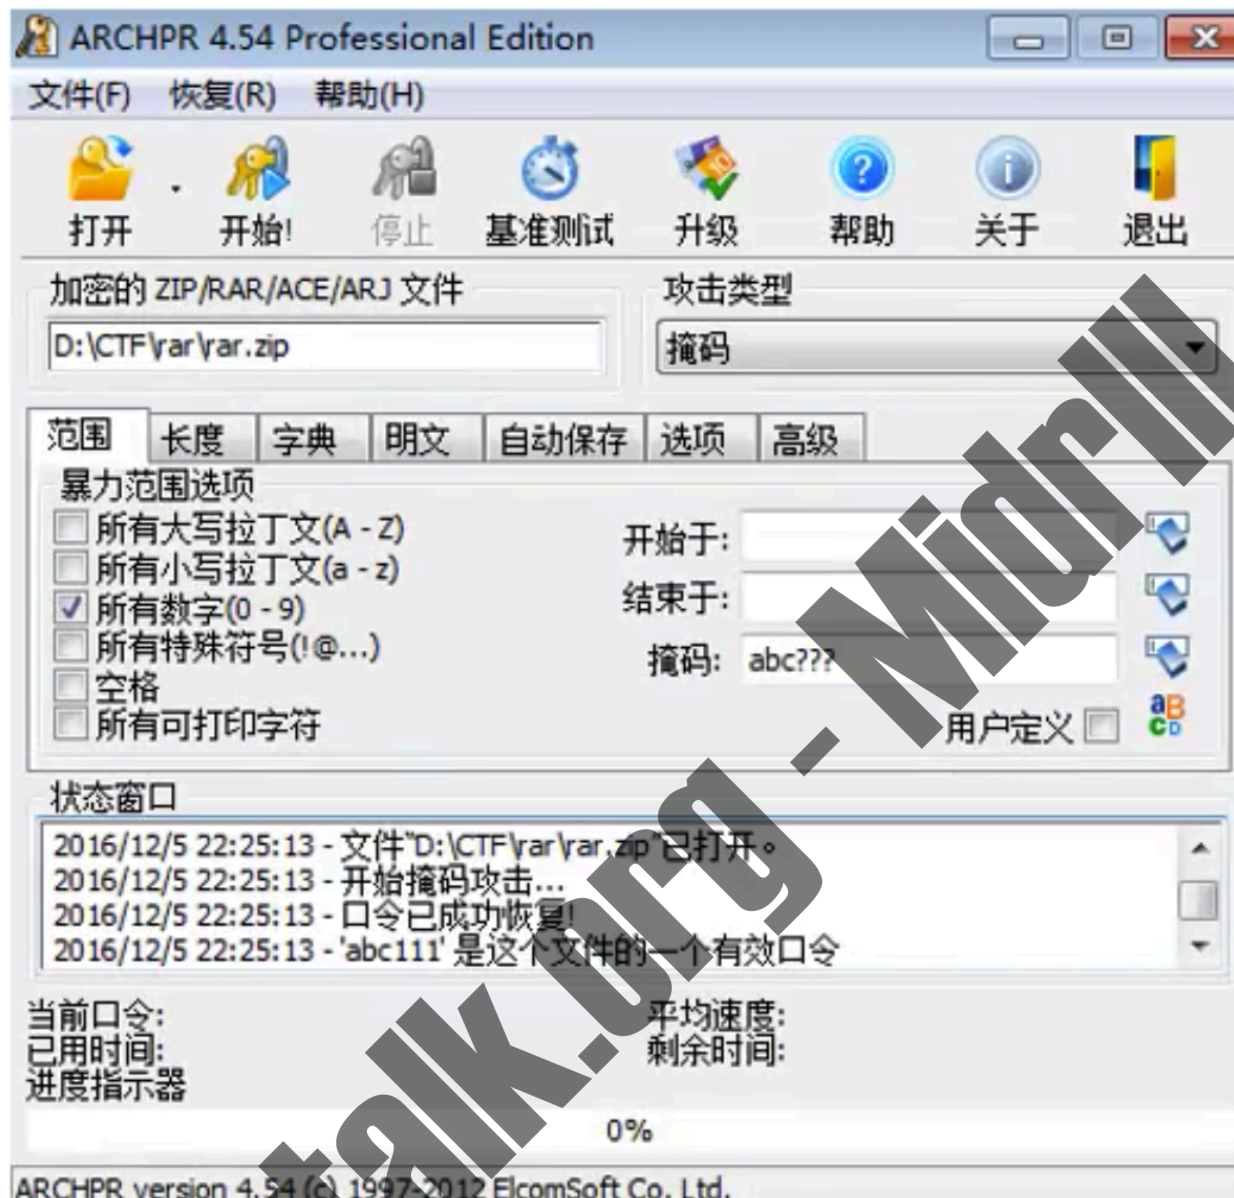 ARCHPR 4.54 Professional Edition
文件(F) 恢复(R) 帮助(H)
打开 开始! 停止 基准测试 升级 帮助 关于 退出
加密的 ZIP/RAR/ACE/ARJ 文件 攻击类型
D:\CTF\rar\rar.zip 掩码
范围 长度 字典 明文 自动保存 选项 高级
暴力范围选项
所有大写拉丁文(A - Z) 开始于:
所有小写拉丁文(a - z)
所有数字(0 - 9) 结束于:
所有特殊符号(!@...) 掩码: abc???
空格
所有可打印字符 用户定义
状态窗口
2016/12/5 22:25:13 - 文件"D:\CTF\rar\rar.zip"已打开。
2016/12/5 22:25:13 - 开始掩码攻击...
2016/12/5 22:25:13 - 口令已成功恢复!
2016/12/5 22:25:13 - 'abc111' 是这个文件的一个有效口令
当前口令: 平均速度:
已用时间: 剩余时间:
进度指示器
0%
ARCHPR version 4.54 (c) 1997-2012 ElcomSoft Co. Ltd.
talk.org - Midr